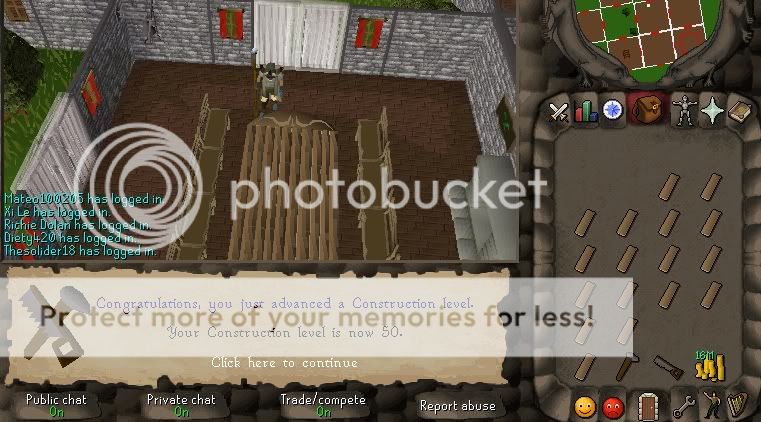 photobucket
Mateo100203 has logged in.
Xi Le has logged in.
Richie Dolan has logged in.
Diety420 has logged in.
Thesolider18 has logged in.
Congratulations, you just advanced a Construction level.
Protect more of your memories for less!
Your Construction level is now 50.
Click here to continue
16M
Public chat
On
Private chat
On
Trade/compete
On
Report abuse